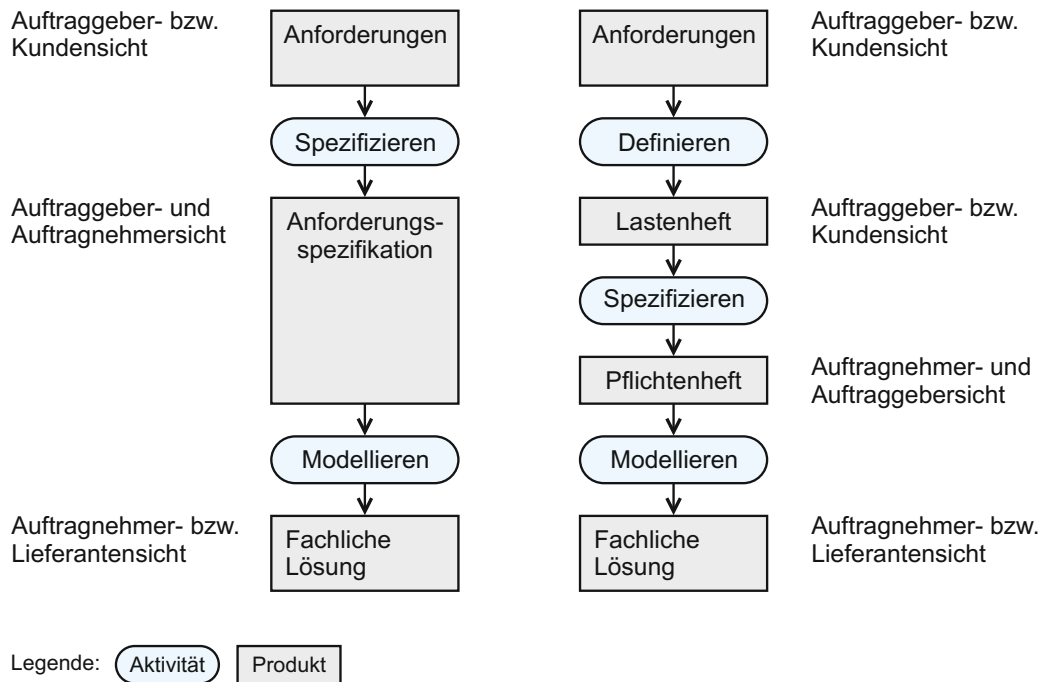 Auftraggeber- bzw.
Kundensicht
Anforderungen
Anforderungen
Auftraggeber- bzw.
Kundensicht
Spezifizieren
Definieren
Auftraggeber- und
Auftragnehmersicht
Anforderungs-
spezifikation
Lastenheft
Auftraggeber- bzw.
Kundensicht
Spezifizieren
Pflichtenheft
Auftragnehmer- und
Auftraggebersicht
Modellieren
Modellieren
Auftragnehmer- bzw.
Lieferantensicht
Fachliche
Lösung
Fachliche
Lösung
Auftragnehmer- bzw.
Lieferantensicht
Legende: Aktivität Produkt